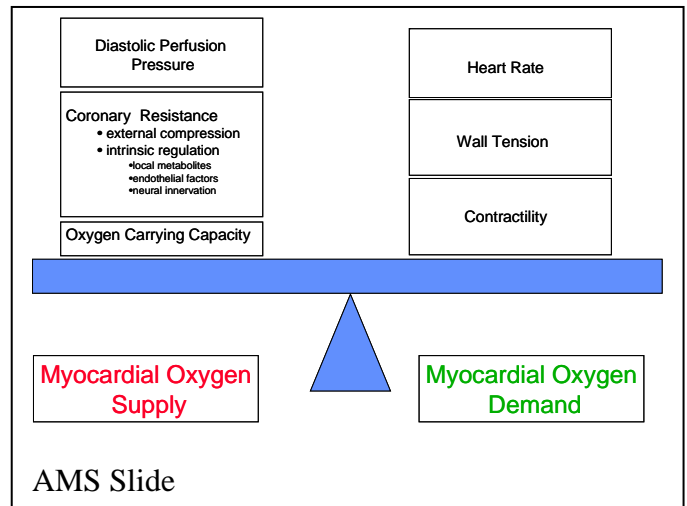 Diastolic Perfusion
Pressure
Coronary Resistance
• external compression
• intrinsic regulation
•local metabolites
•endothelial factors
•neural innervation
Oxygen Carrying Capacity
Heart Rate
Wall Tension
Contractility
Myocardial Oxygen
Supply
Myocardial Oxygen
Demand
AMS Slide